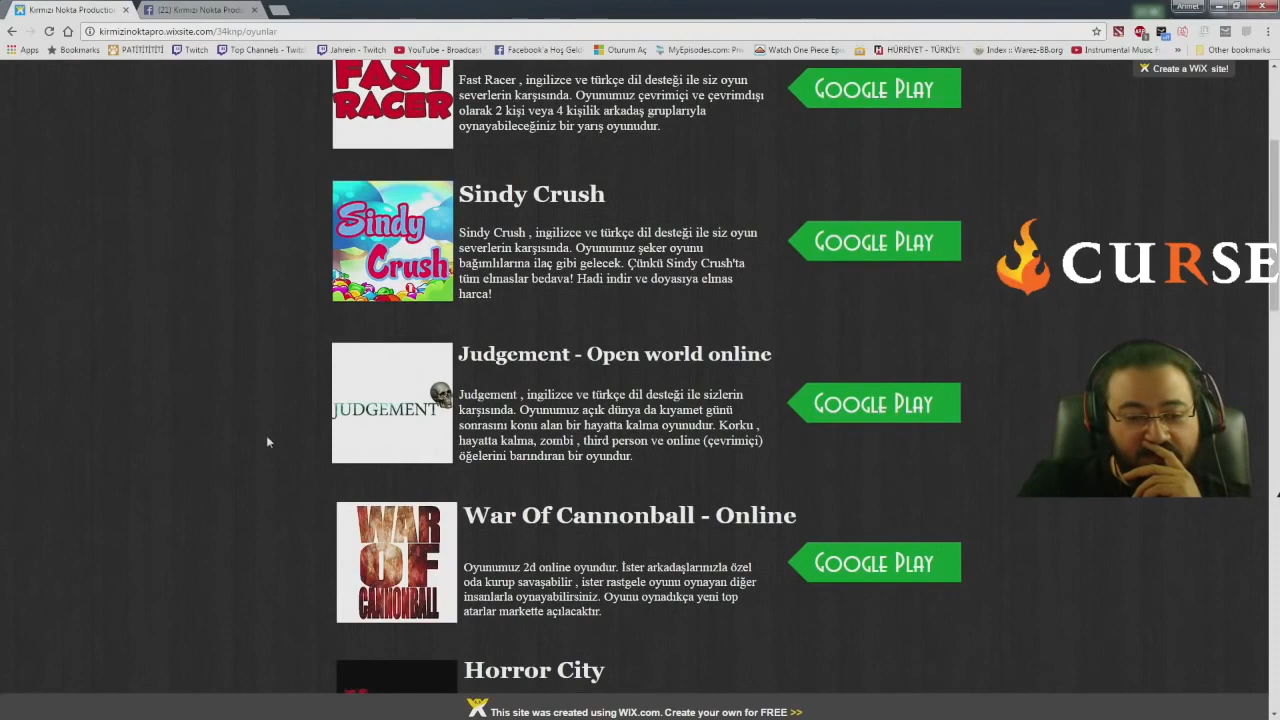 Kırmızı Nokta Productio
(21) Kırmızı Nokta Prod
Ahmet
kirmizinoktapro.wixsite.com/34knp/oyunlar
Apps
Bookmarks
Twitch
Top Channels - Twitc
Jahrein - Twitch
YouTube - Broadcast
Facebook'a Hoş Geld
Oturum Aç
MyEpisodes.com: Pr
Watch One Piece Epi
HÜRRİYET - TÜRKİYE
Index :: Warez-BB.org
Instrumental Music F
Other bookmarks
Create a WiX site!
FAST
RACER
Fast Racer , ingilizce ve türkçe dil desteği ile siz oyun
severlerin karşısında. Oyunumuz çevrimiçi ve çevrimdışı
olarak 2 kişi veya 4 kişilik arkadaş gruplarıyla
oynayabileceğiniz bir yarış oyunudur.
Google Play
Sindy
Crush
Sindy Crush
Sindy Crush , ingilizce ve türkçe dil desteği ile siz oyun
severlerin karşısında. Oyunumuz şeker oyunu
bağımlılarına ilaç gibi gelecek. Çünkü Sindy Crush'ta
tüm elmaslar bedava! Hadi indir ve doyasıya elmas
harca!
Google Play
CURSE
JUDGEMENT
Judgement - Open world online
Judgement , ingilizce ve türkçe dil desteği ile sizlerin
karşısında. Oyunumuz açık dünya da kıyamet günü
sonrasını konu alan bir hayatta kalma oyunudur. Korku ,
hayatta kalma, zombi , third person ve online (çevrimiçi)
öğelerini barındıran bir oyundur.
Google Play
WAR
OF
CANNONBALL
War Of Cannonball - Online
Oyunumuz 2d online oyundur. İster arkadaşlarınızla özel
oda kurup savaşabilir , ister rastgele oyunu oynayan diğer
insanlarla oynayabilirsiniz. Oyunu oynadıkça yeni top
atarlar markette açılacaktır.
Google Play
Horror City
This site was created using WIX.com. Create your own for FREE >>